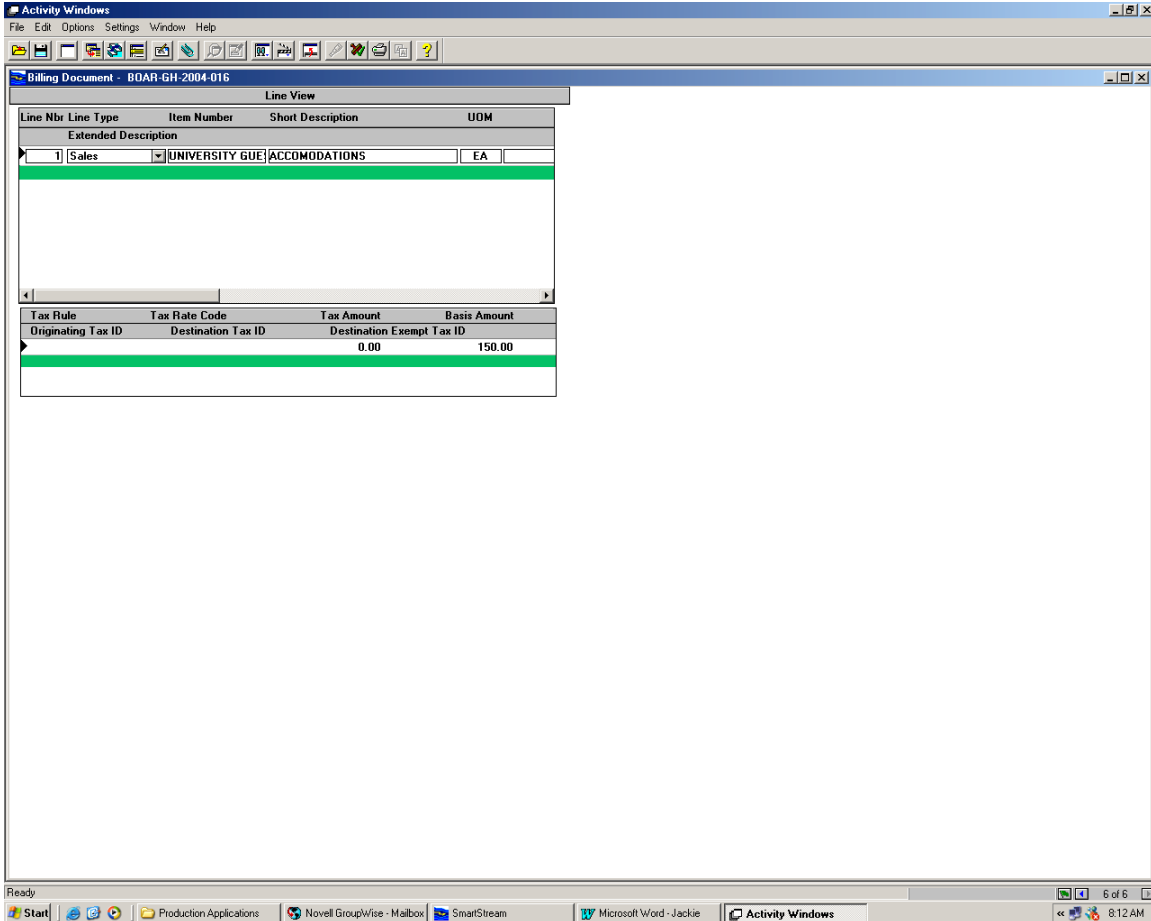 Activity Windows
File Edit Options Settings Window Help
Billing Document - BOAR-GH-2004-016
Line View
Line Nbr Line Type Item Number Short Description UOM
Extended Description
1 Sales UNIVERSITY GUE ACCOMODATIONS EA
Tax Rule Tax Rate Code Tax Amount Basis Amount
Originating Tax ID Destination Tax ID Destination Exempt Tax ID
0.00 150.00
Ready 6 of 6
Start Production Applications Novell GroupWise - Mailbox SmartStream Microsoft Word - Jackie Activity Windows « 8:12 AM